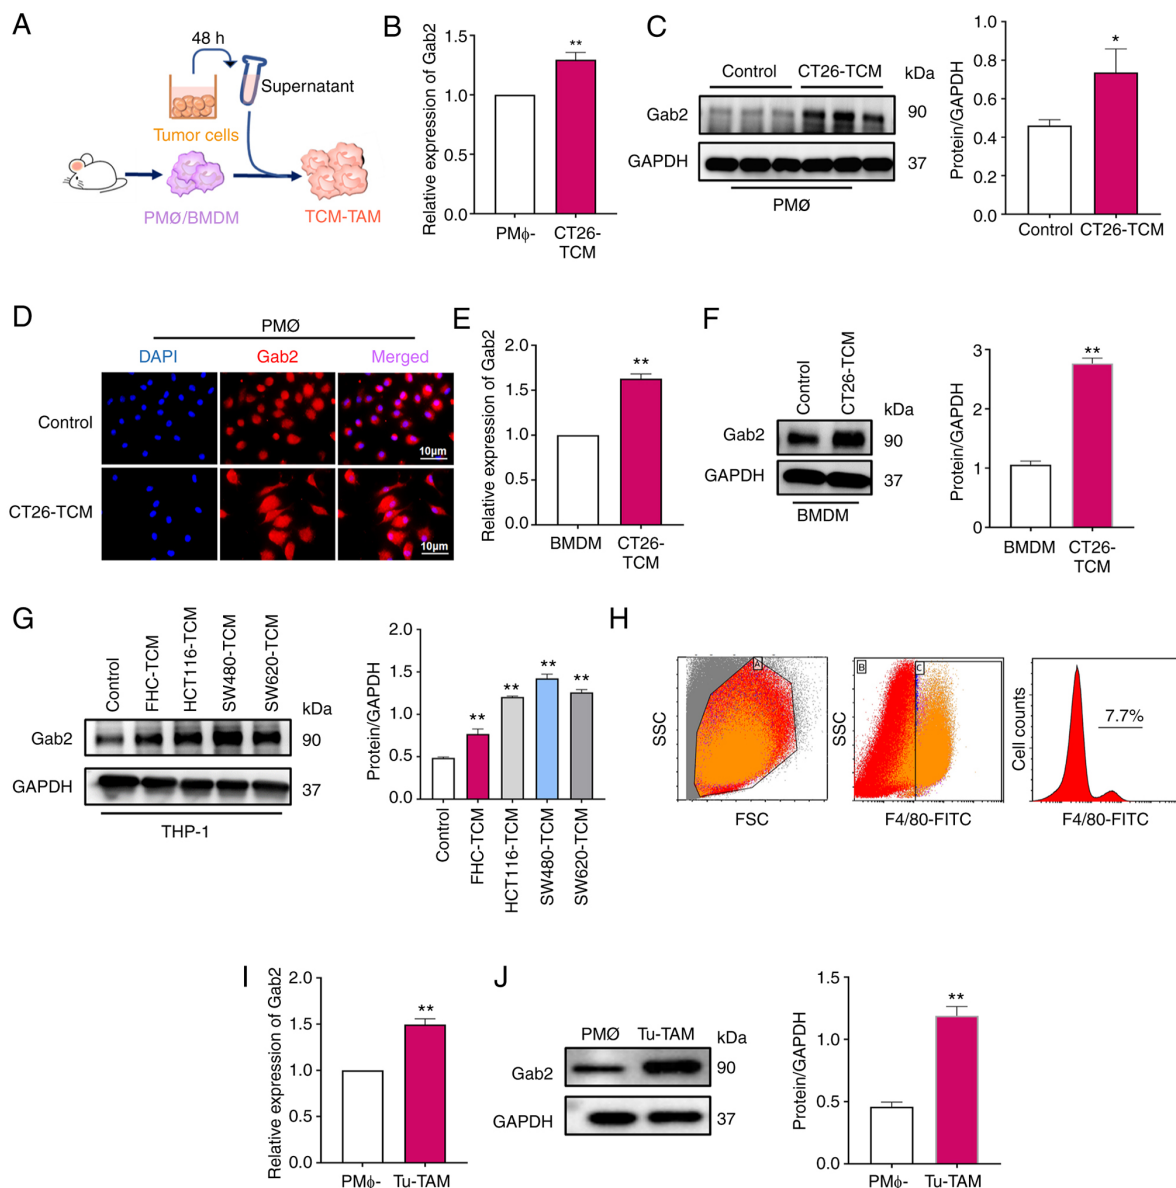 A
48 h
Supernatant
Tumor cells
PMØ/BMDM
TCM-TAM
B
Relative expression of Gab2
1.5
1.0
0.5
0.0
**
PMϕ-
CT26-
TCM
C
Control
CT26-TCM
kDa
Gab2
90
GAPDH
37
PMØ
Protein/GAPDH
1.0
0.8
0.6
0.4
0.2
0.0
*
Control
CT26-TCM
D
PMØ
DAPI
Gab2
Merged
Control
10µm
CT26-TCM
10µm
E
Relative expression of Gab2
2.0
1.5
1.0
0.5
0.0
**
BMDM
CT26-
TCM
F
Control
CT26-TCM
kDa
Gab2
90
GAPDH
37
BMDM
Protein/GAPDH
3
2
1
0
**
BMDM
CT26-
TCM
G
Control
FHC-TCM
HCT116-TCM
SW480-TCM
SW620-TCM
kDa
Gab2
90
GAPDH
37
THP-1
Protein/GAPDH
2.0
1.5
1.0
0.5
0.0
**
**
**
**
Control
FHC-TCM
HCT116-TCM
SW480-TCM
SW620-TCM
H
SSC
A
FSC
SSC
B
C
F4/80-FITC
Cell counts
7.7%
F4/80-FITC
I
Relative expression of Gab2
2.0
1.5
1.0
0.5
0.0
**
PMϕ-
Tu-TAM
J
PMØ
Tu-TAM
kDa
Gab2
90
GAPDH
37
Protein/GAPDH
1.5
1.0
0.5
0.0
**
PMϕ-
Tu-TAM